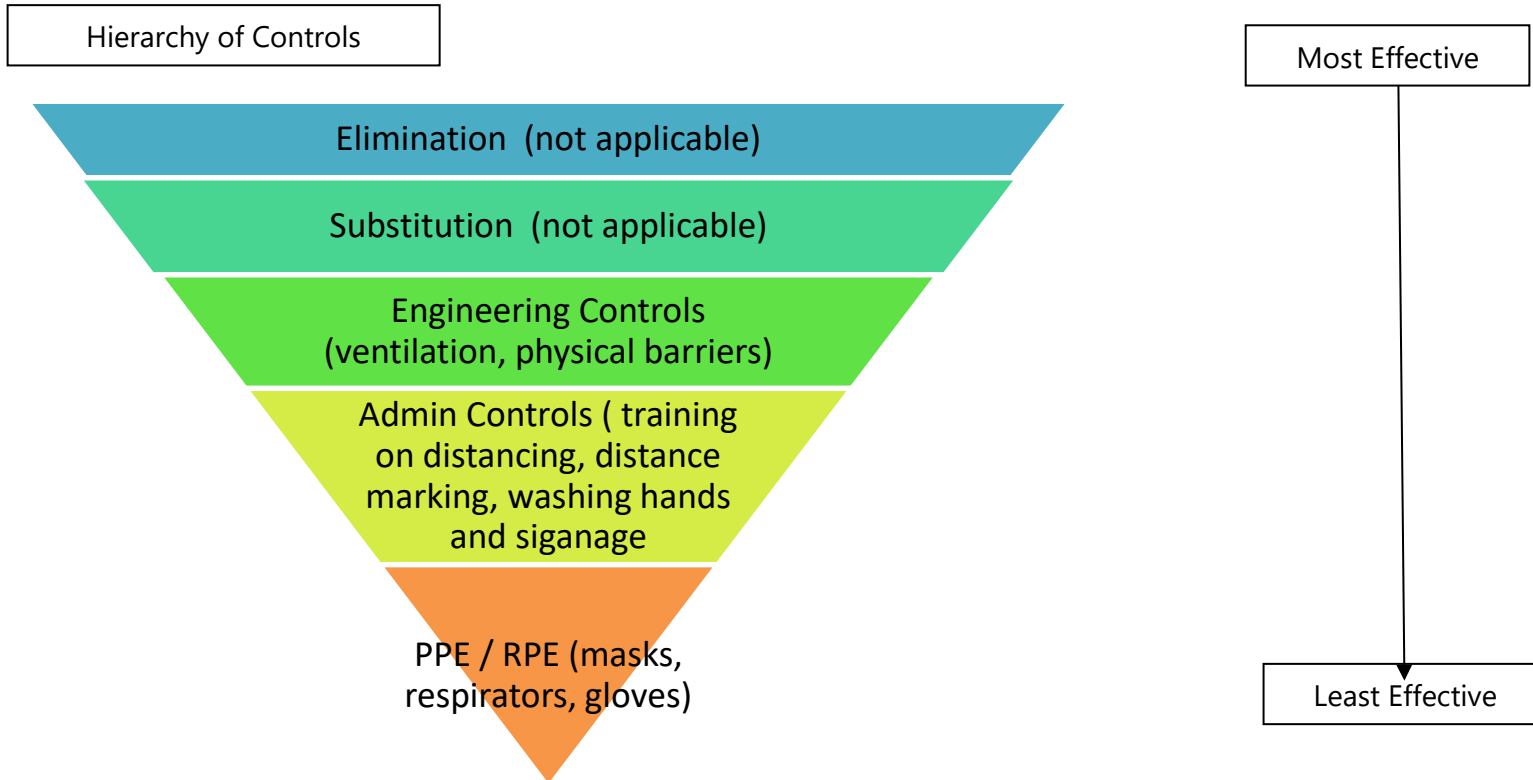 Hierarchy of Controls
Most Effective
Elimination (not applicable)
Substitution (not applicable)
Engineering Controls
(ventilation, physical barriers)
Admin Controls ( training
on distancing, distance
marking, washing hands
and siganage
PPE / RPE (masks,
respirators, gloves)
Least Effective